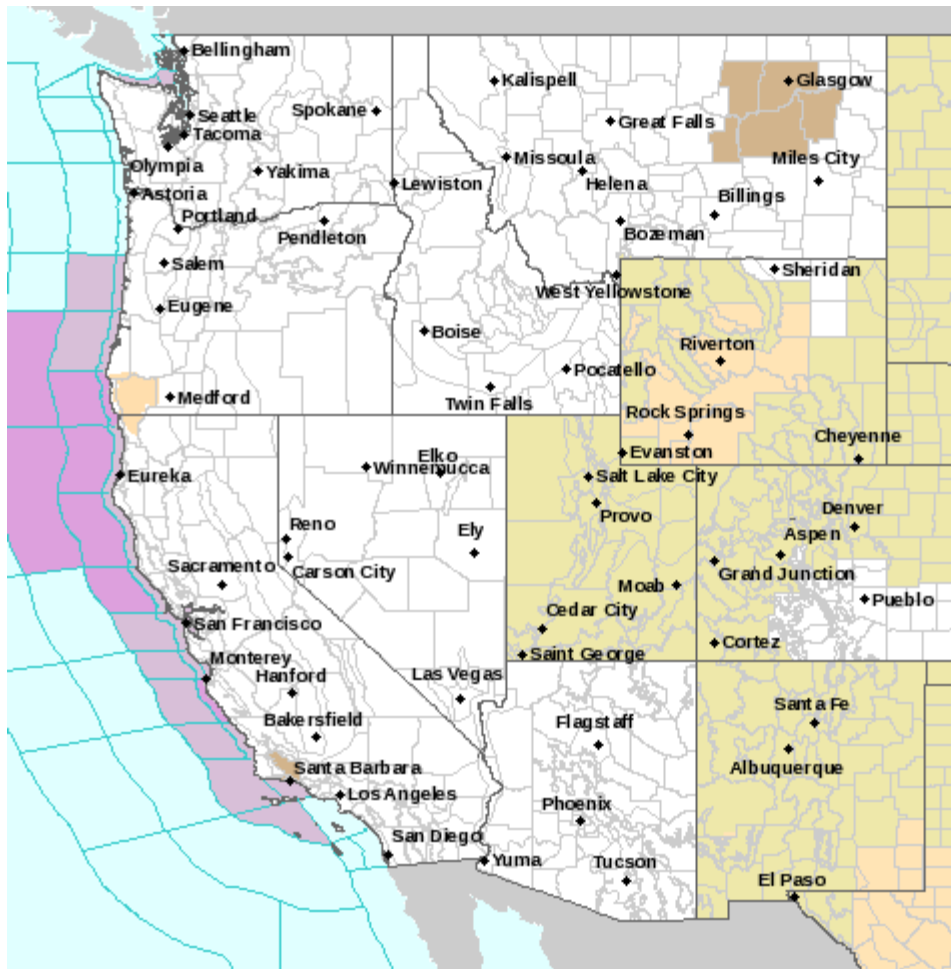 Bellingham
Kalispell
Glasgow
Spokane
Seattle
Great Falls
Tacoma
Olympia
Missoula
Miles City
Yakima
Helena
Lewiston
Astoria
Billings
Portland
Bozeman
Pendleton
Salem
Sheridan
West Yellowstone
Eugene
Boise
Riverton
Pocatello
Medford
Twin Falls
Rock Springs
Cheyenne
Evanston
Elko
Winnemucca
Eureka
Salt Lake City
Provo
Denver
Reno
Ely
Aspen
Sacramento
Carson City
Grand Junction
Moab
Pueblo
Cedar City
San Francisco
Cortez
Saint George
Monterey
Hanford
Las Vegas
Santa Fe
Bakersfield
Flagstaff
Albuquerque
Santa Barbara
Los Angeles
Phoenix
San Diego
Yuma
Tucson
El Paso